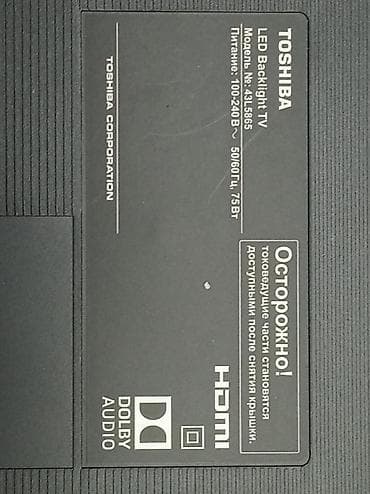 TOSHIBA
LED Backlight TV
Модель №: 43L5865
Питание: 100-240 В~ 50/60Гц, 75Вт
TOSHIBA CORPORATION
Осторожно!
токоведущие части становятся
доступными после снятия крышки.
HDMI
DOLBY
AUDIO